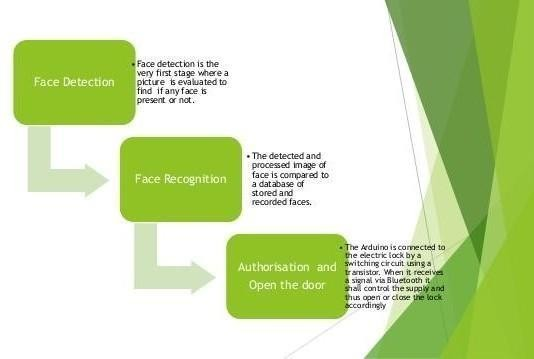 Face Detection
• Face detection is the
very first stage where a
picture is evaluated to
find if any face is
present or not.
Face Recognition
• The detected and
processed image of
face is compared to
a database of
stored and
recorded faces.
Authorisation and
Open the door
• The Arduino is connected to
the electric lock by a
switching circuit using a
transistor. When it receives
a signal via Bluetooth it
shall control the supply and
thus open or close the lock
accordingly